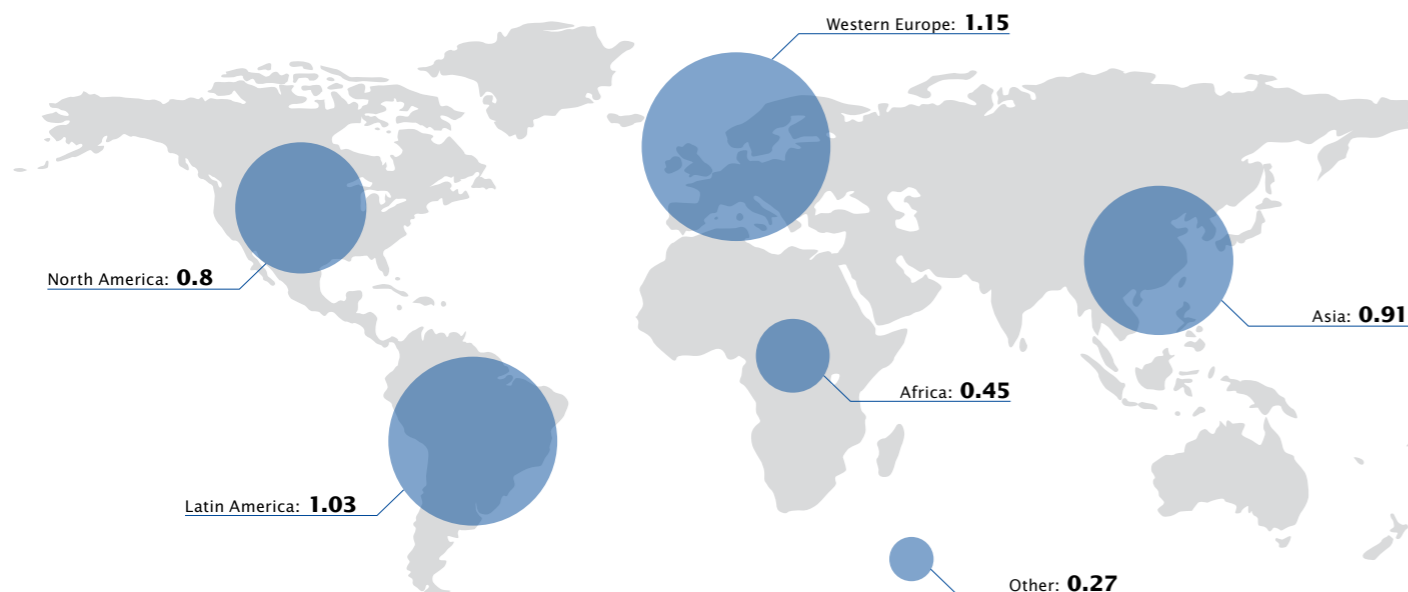 Western Europe: 1.15
North America: 0.8
Asia: 0.91
Africa: 0.45
Latin America: 1.03
Other: 0.27